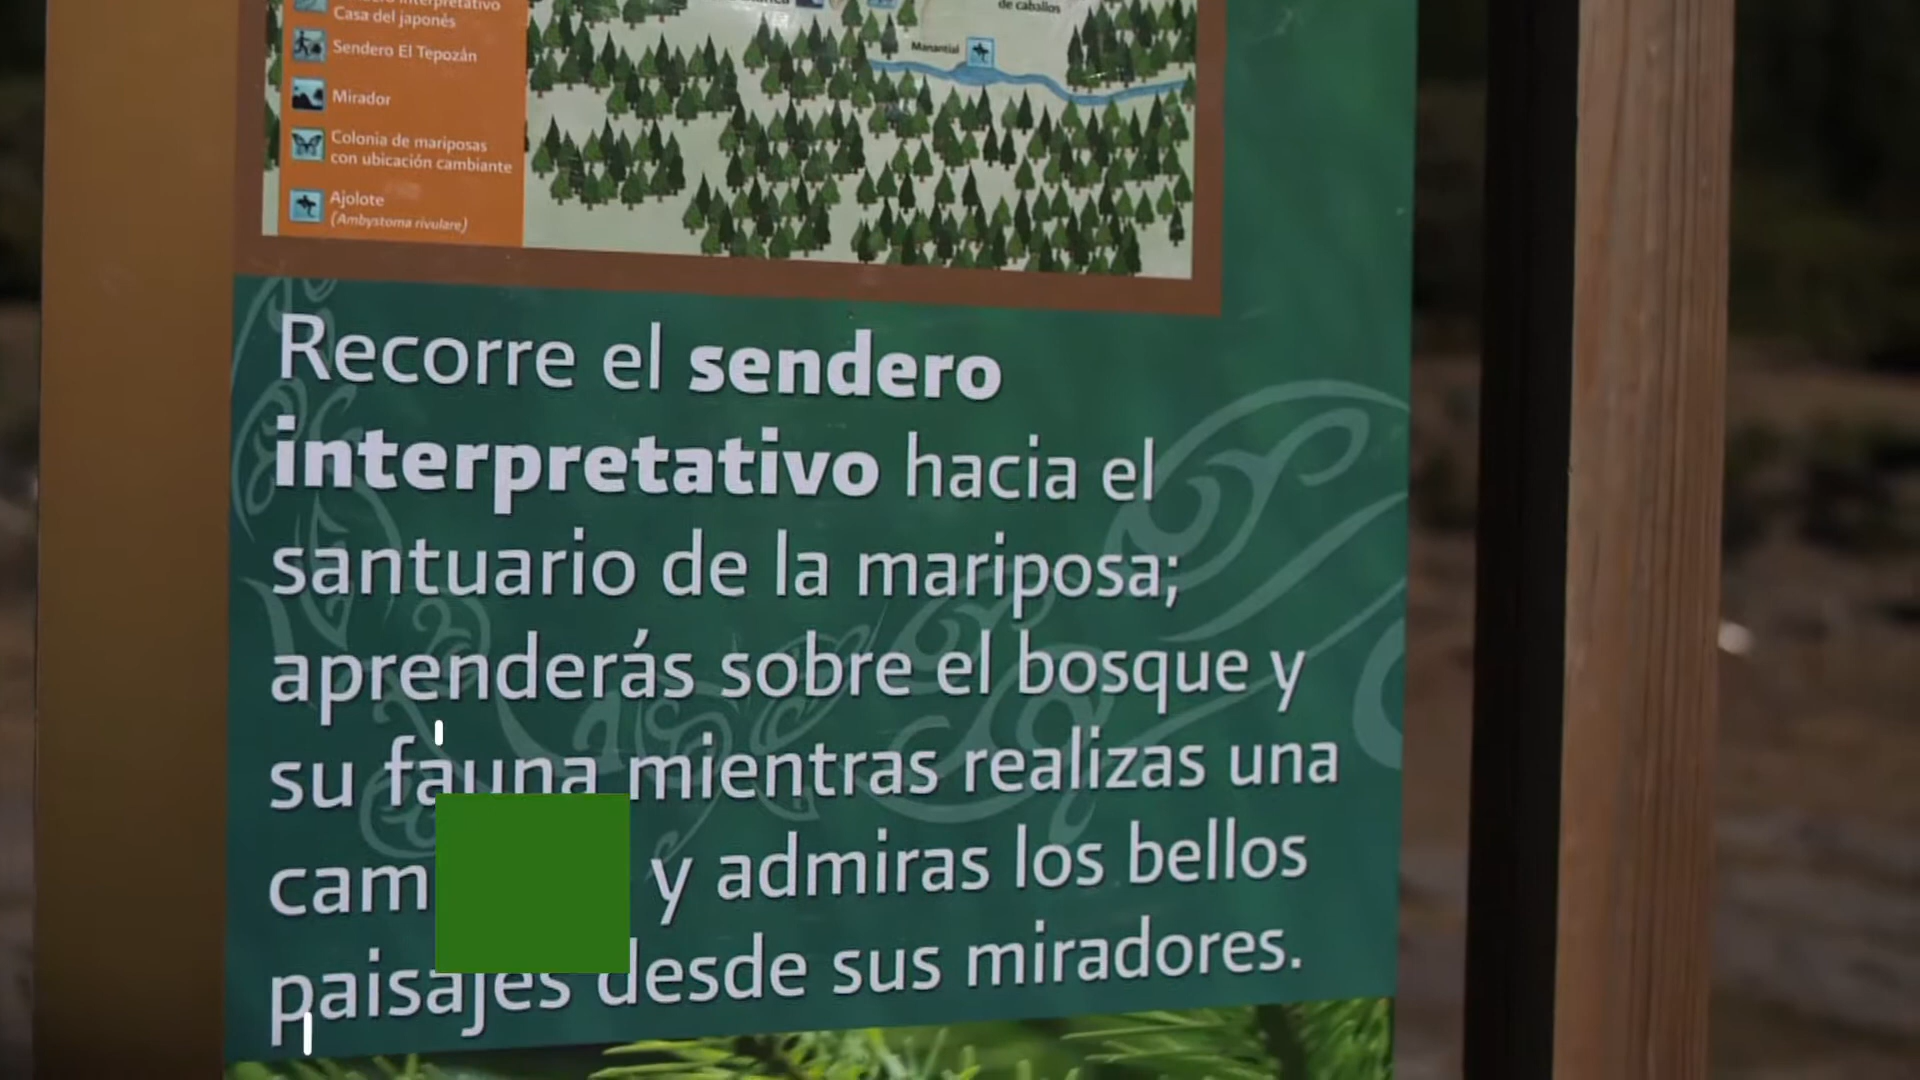 Casa del japonés
Sendero El Tepozán
Mirador
Colonia de mariposas
con ubicación cambiante
Ajolote
(Ambystoma rivulare)
de caballos
Manantial
Recorre el sendero
interpretativo hacia el
santuario de la mariposa;
aprenderás sobre el bosque y
su fauna mientras realizas una
y admiras los bellos
paisajes desde sus miradores.